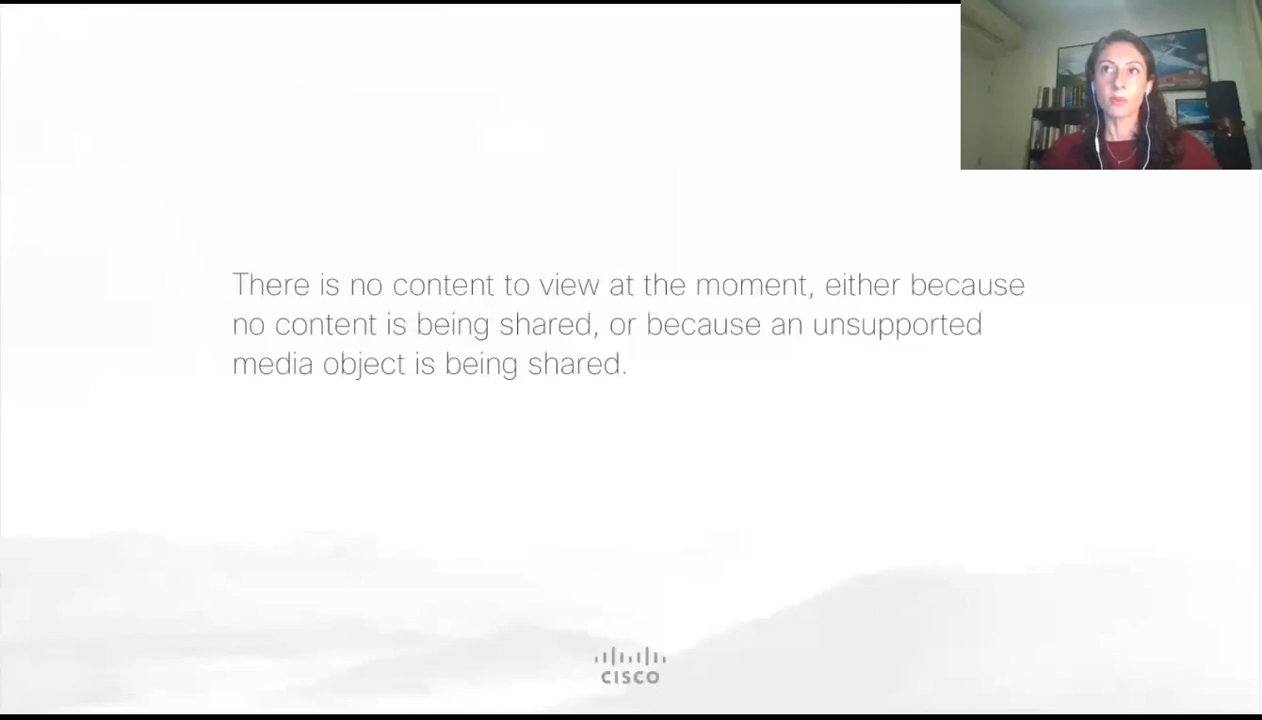 There is no content to view at the moment, either because
no content is being shared, or because an unsupported
media object is being shared.
CISCO